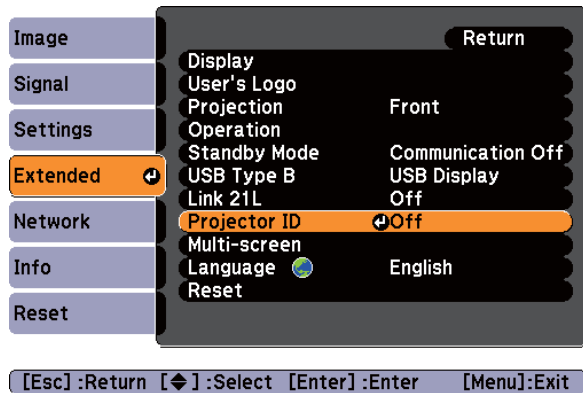 Image
Signal
Settings
Extended
Network
Info
Reset
Return
Display
User's Logo
Projection Front
Operation
Standby Mode Communication Off
USB Type B USB Display
Link 21L Off
Projector ID Off
Multi-screen
Language English
Reset
[Esc] :Return [ ] :Select [Enter] :Enter [Menu]:Exit